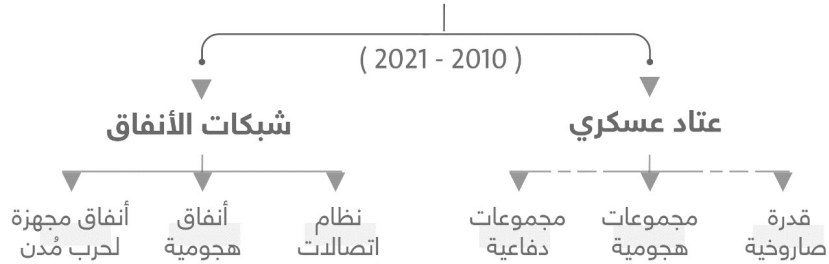 ( 2010 - 2021 )
عتاد عسكري
شبكات الأنفاق
قدرة
صاروخية
مجموعات
هجومية
مجموعات
دفاعية
نظام
اتصالات
أنفاق
هجومية
أنفاق مجهزة
لحرب مُدن